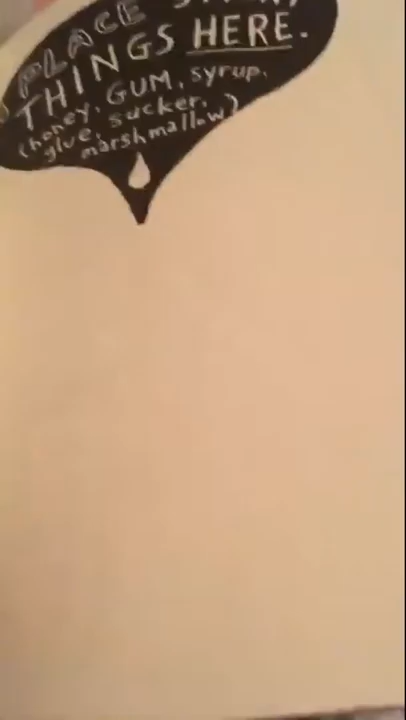 PLACE
THINGS HERE.
(honey, GUM, syrup,
glue, sucker,
marshmallow)